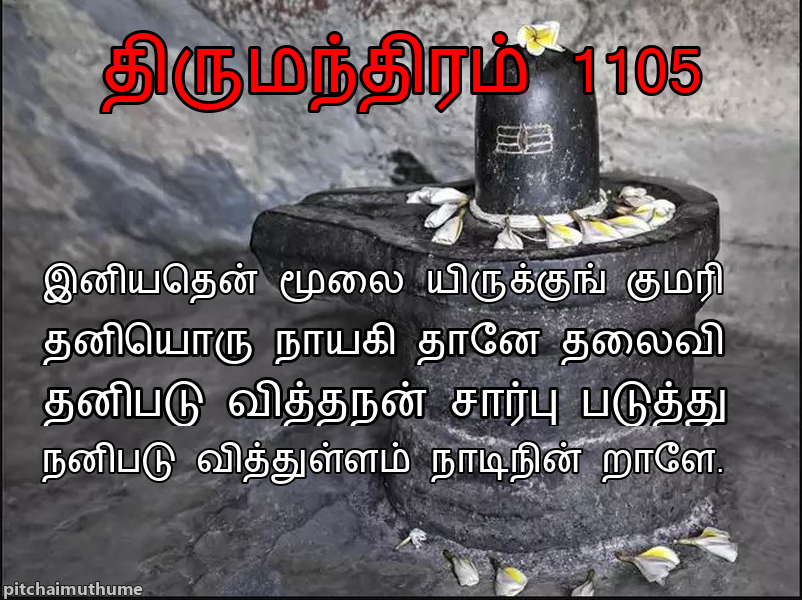 திருமந்திரம் 1105
இனியதென் மூலை யிருக்குங் குமரி
தனியொரு நாயகி தானே தலைவி
தனிபடு வித்தநன் சார்பு படுத்து
நனிபடு வித்துள்ளம் நாடிநின் றாளே.
pitchaimuthume